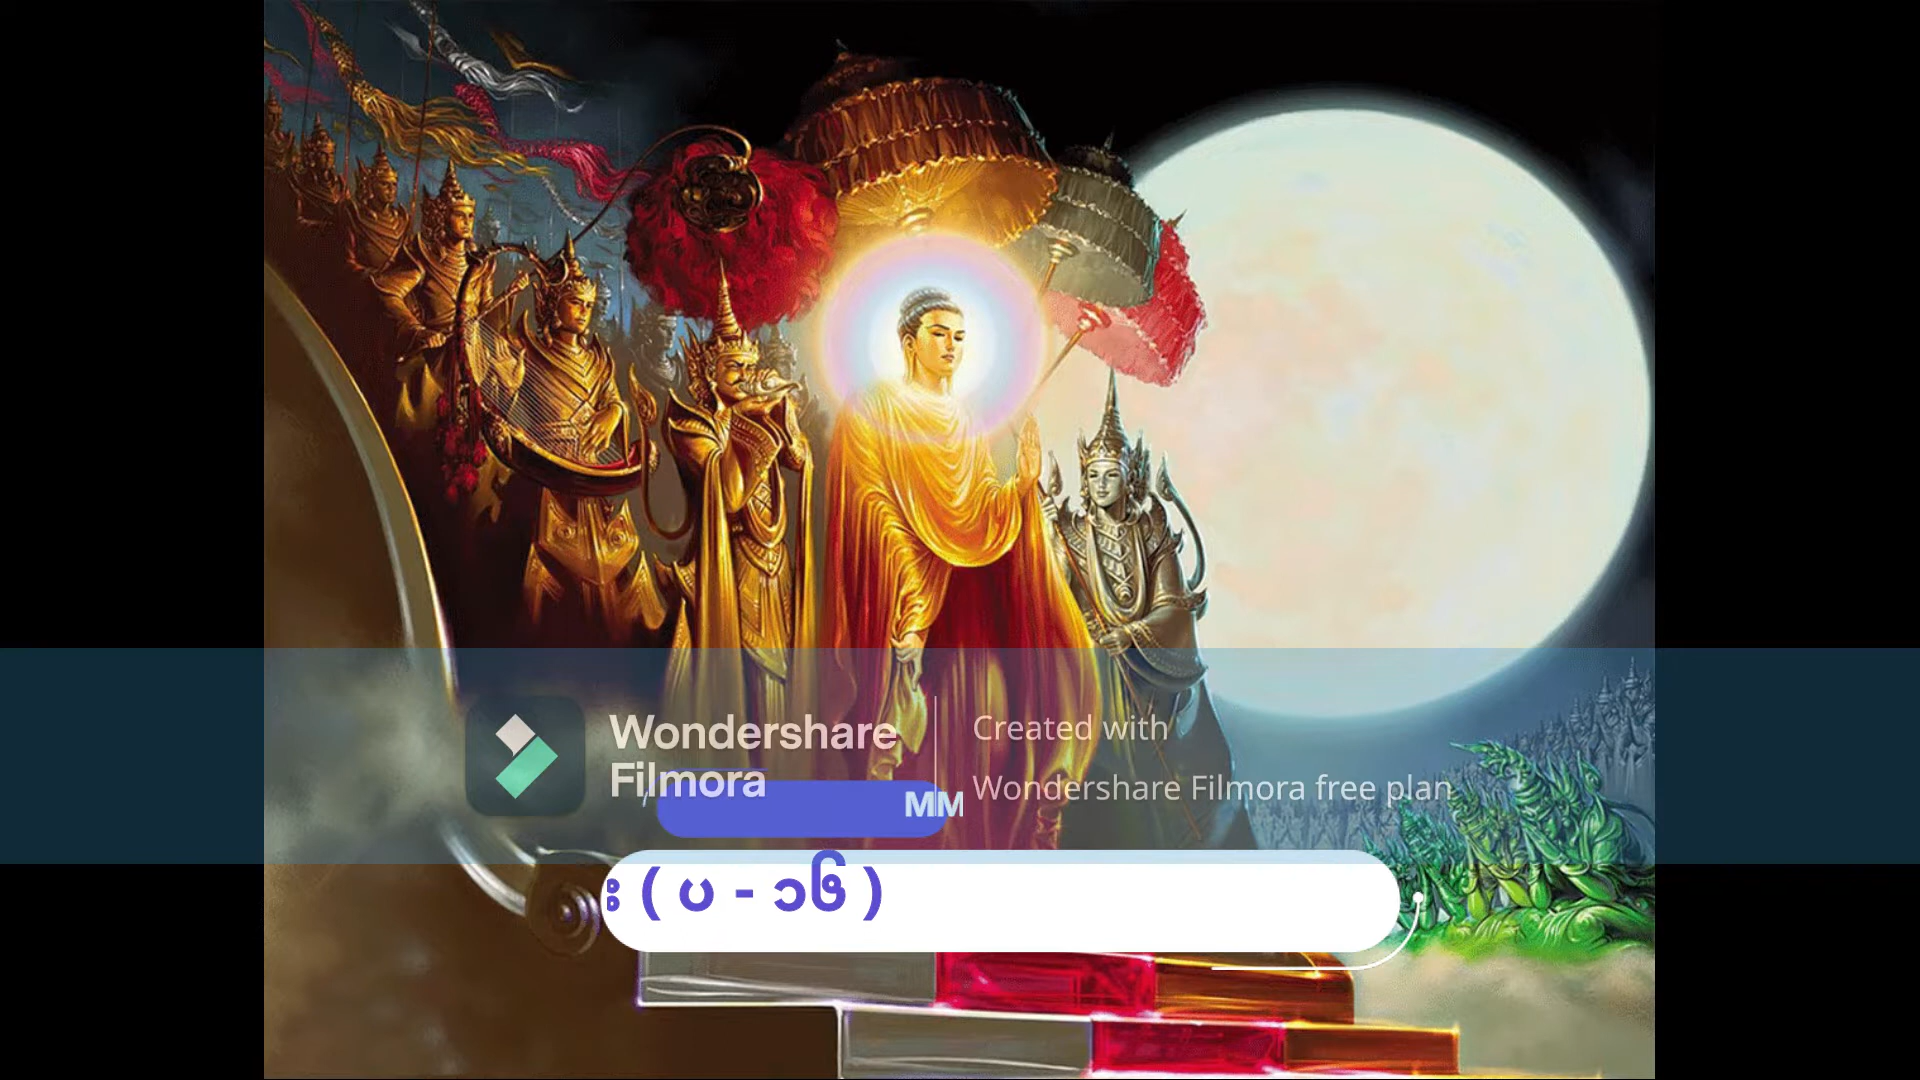 Wondershare
Filmora
Created with
Wondershare Filmora free plan
MM
း ( ပ - ၁၆ )